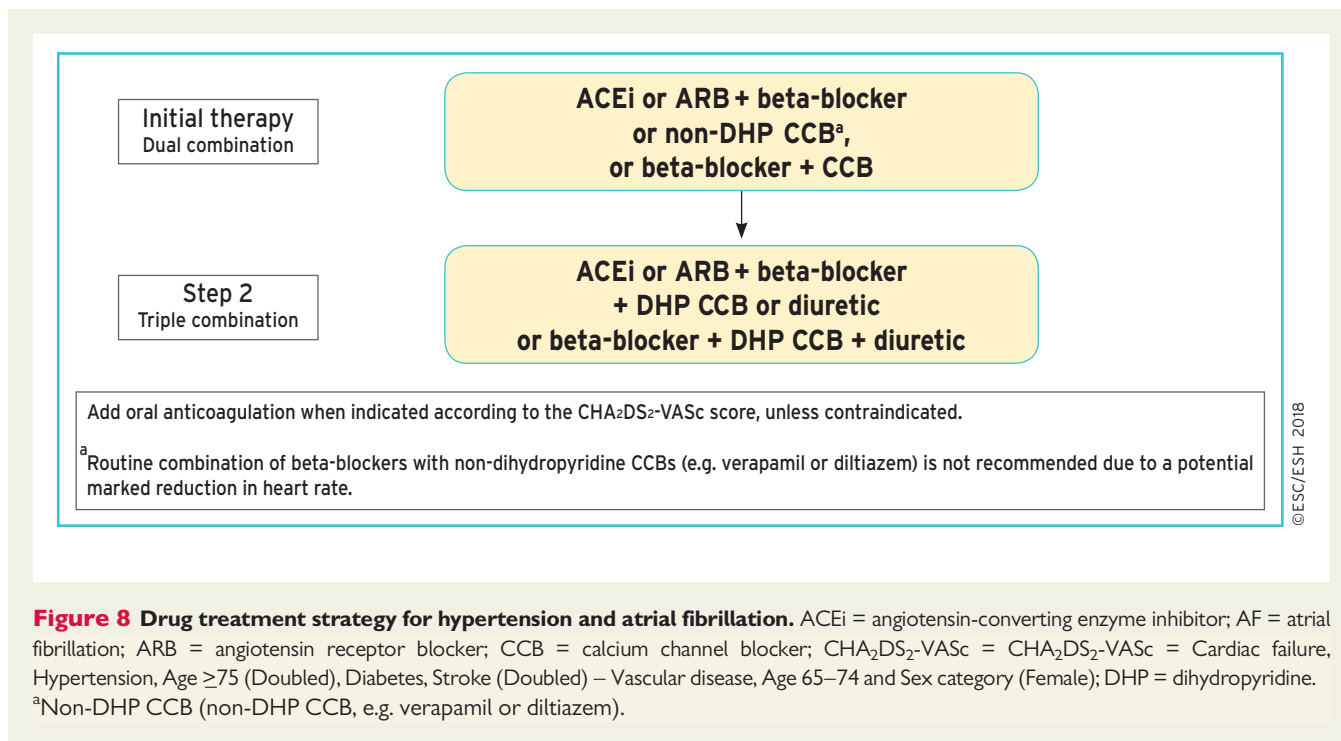 Initial therapy
Dual combination
ACEi or ARB + beta-blocker
or non-DHP CCBᵃ,
or beta-blocker + CCB
Step 2
Triple combination
ACEi or ARB + beta-blocker
+ DHP CCB or diuretic
or beta-blocker + DHP CCB + diuretic
Add oral anticoagulation when indicated according to the CHA₂DS₂-VASc score, unless contraindicated.
ᵃRoutine combination of beta-blockers with non-dihydropyridine CCBs (e.g. verapamil or diltiazem) is not recommended due to a potential
marked reduction in heart rate.
©ESC/ESH 2018
Figure 8 Drug treatment strategy for hypertension and atrial fibrillation. ACEi = angiotensin-converting enzyme inhibitor; AF = atrial
fibrillation; ARB = angiotensin receptor blocker; CCB = calcium channel blocker; CHA₂DS₂-VASc = CHA₂DS₂-VASc = Cardiac failure,
Hypertension, Age ≥75 (Doubled), Diabetes, Stroke (Doubled) – Vascular disease, Age 65–74 and Sex category (Female); DHP = dihydropyridine.
ᵃNon-DHP CCB (non-DHP CCB, e.g. verapamil or diltiazem).